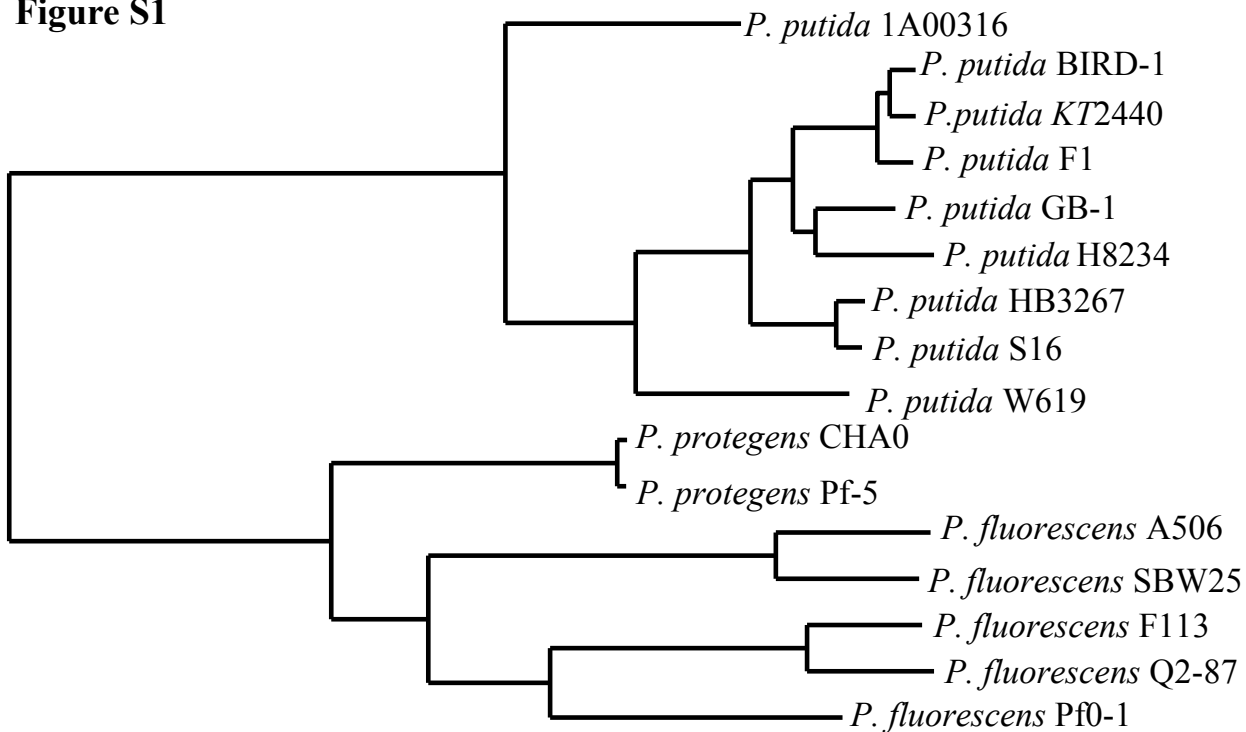 Figure S1
P. putida 1A00316
P. putida BIRD-1
P.putida KT2440
P. putida F1
P. putida GB-1
P. putida H8234
P. putida HB3267
P. putida S16
P. putida W619
P. protegens CHA0
P. protegens Pf-5
P. fluorescens A506
P. fluorescens SBW25
P. fluorescens F113
P. fluorescens Q2-87
P. fluorescens Pf0-1